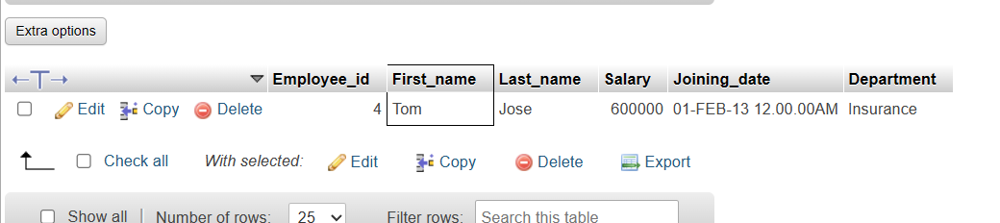 Extra options
Employee_id First_name Last_name Salary Joining_date Department
Edit Copy Delete 4 Tom Jose 600000 01-FEB-13 12.00.00AM Insurance
Check all With selected: Edit Copy Delete Export
Show all Number of rows: 25 Filter rows: Search this table